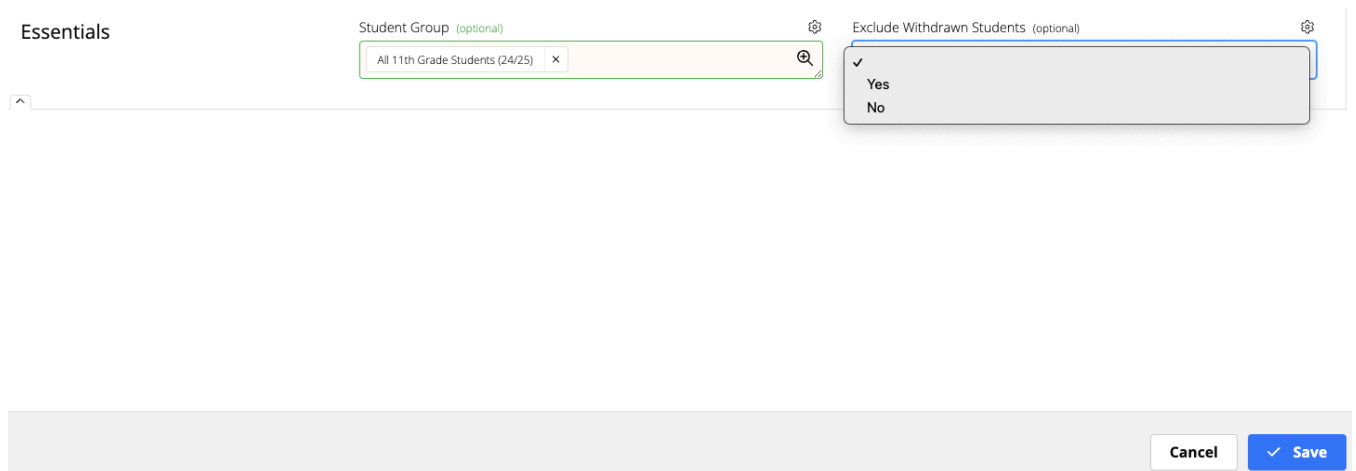 Essentials
Student Group (optional)
All 11th Grade Students (24/25) ×
Exclude Withdrawn Students (optional)
✓
Yes
No
Cancel
✓ Save